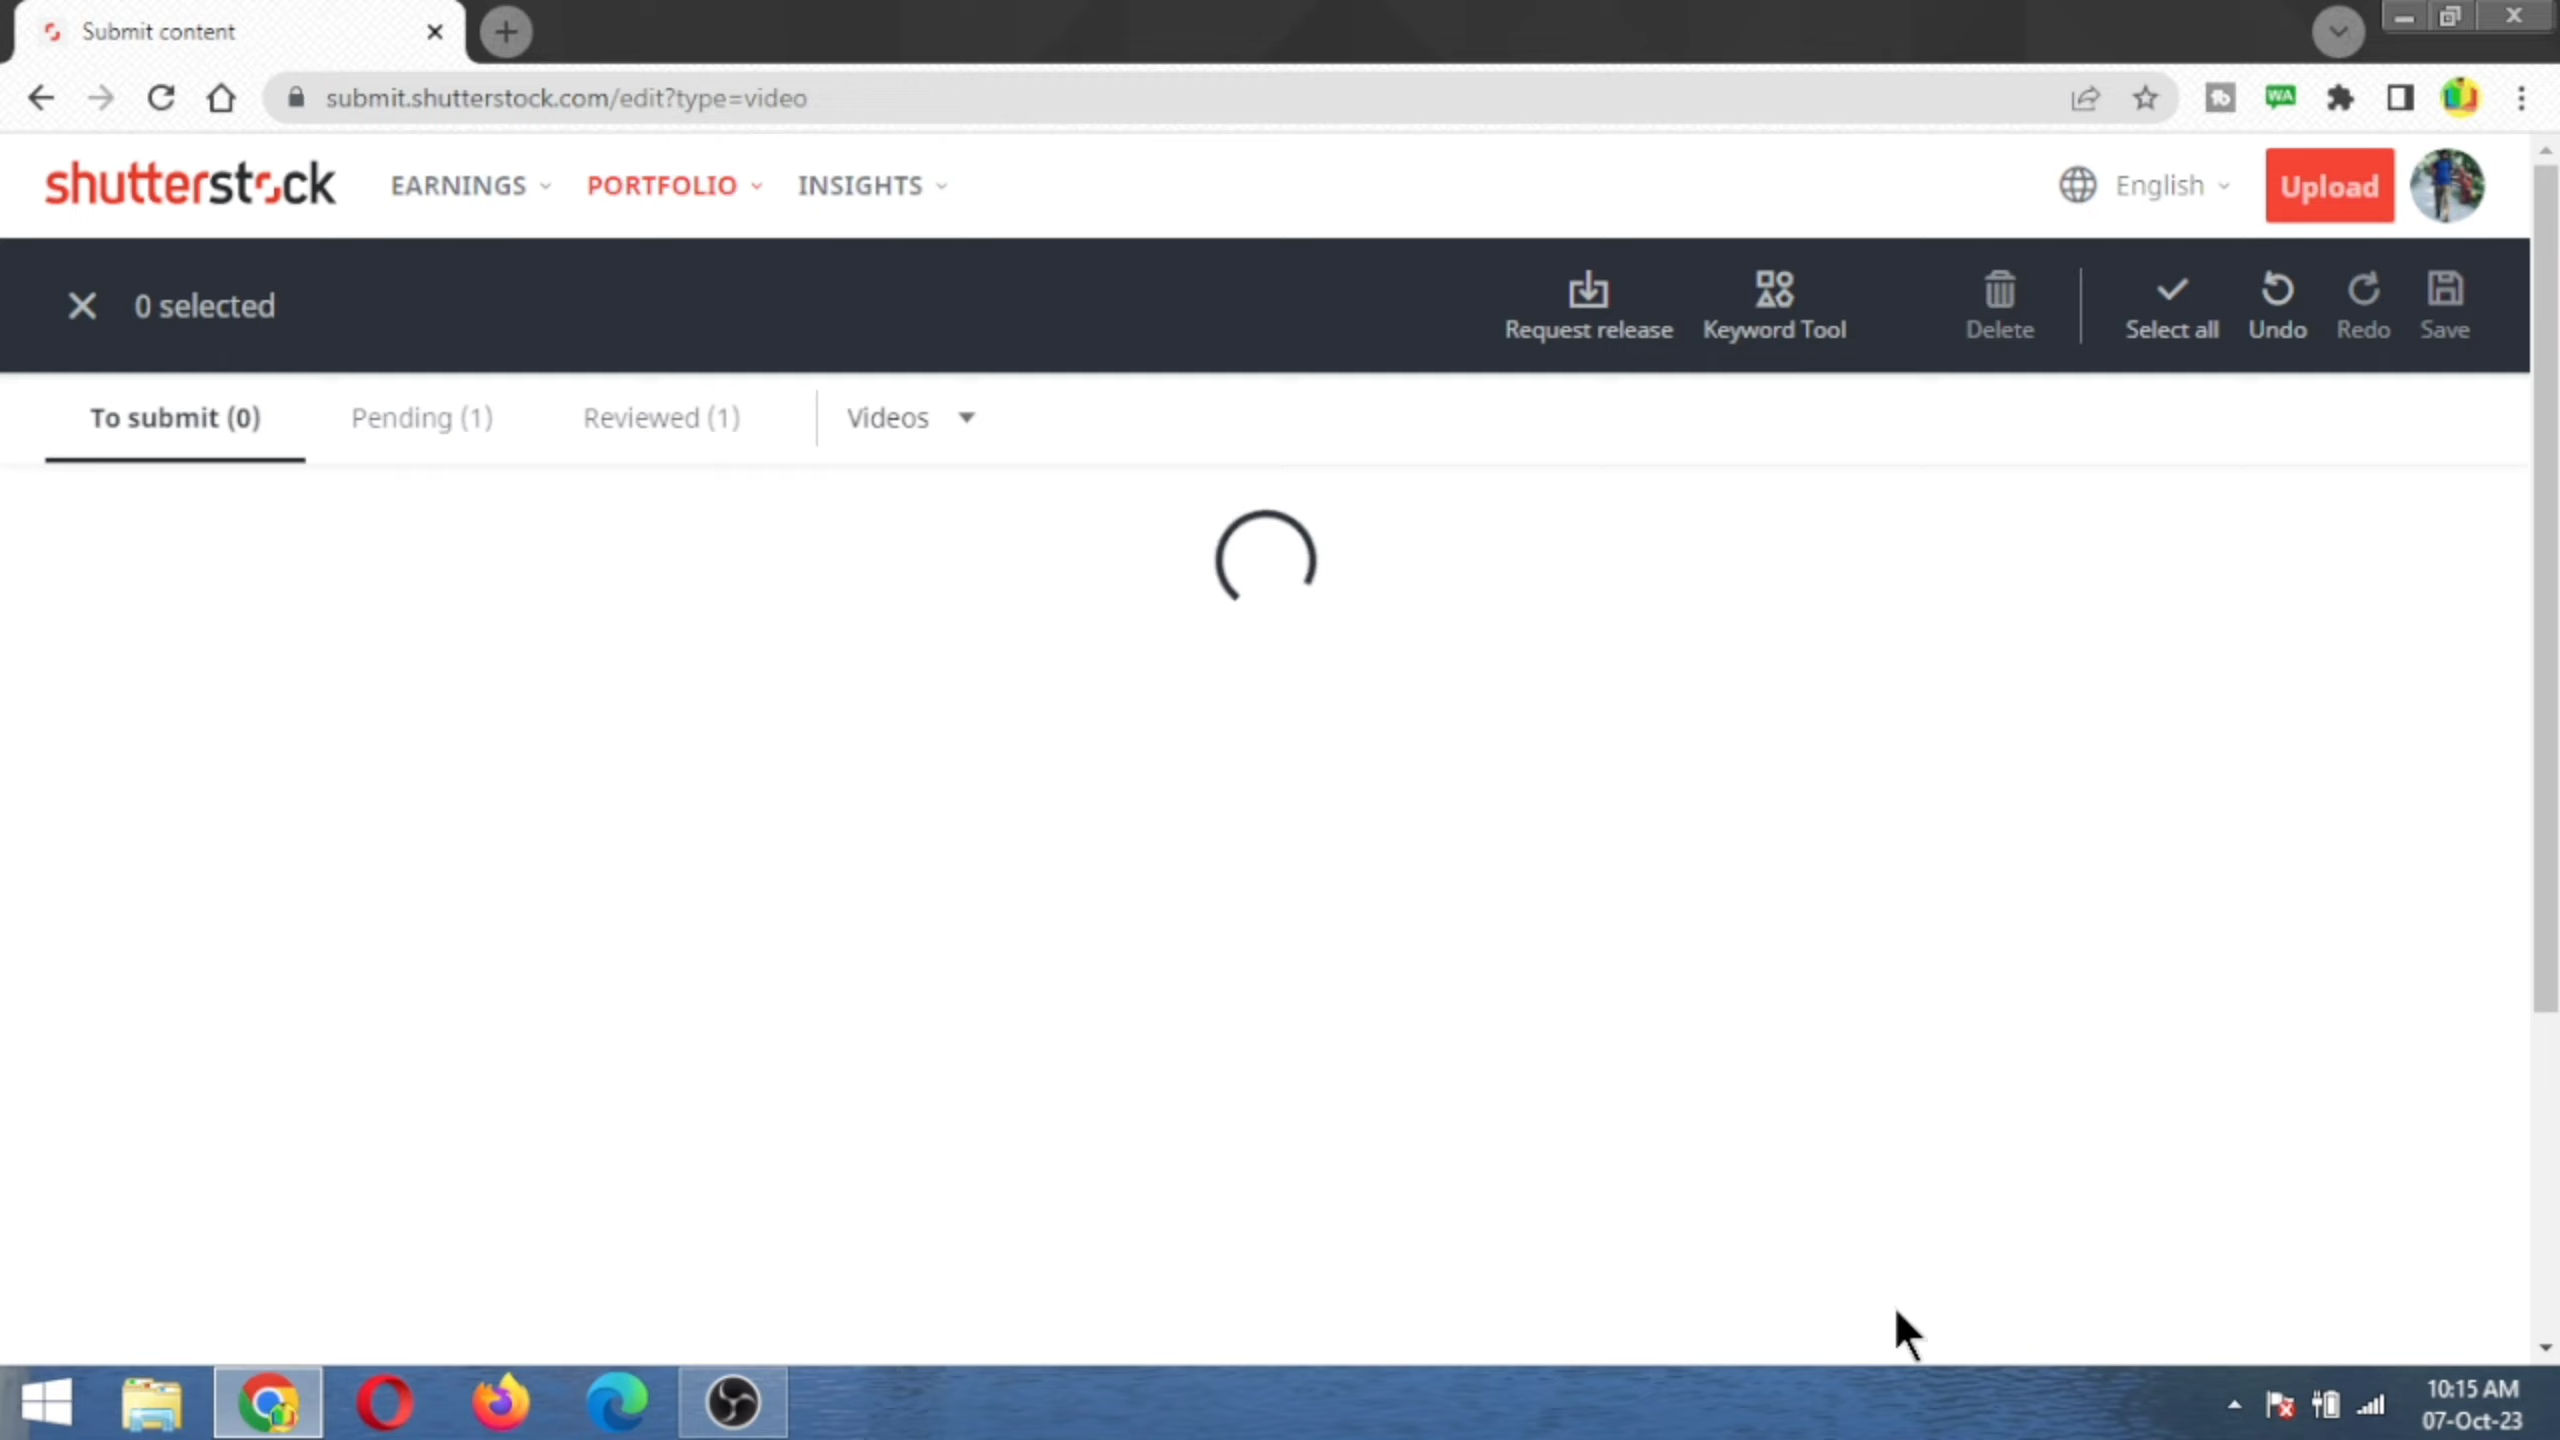 Submit content
submit.shutterstock.com/edit?type=video
WA
shutterstock EARNINGS PORTFOLIO INSIGHTS English Upload
0 selected
Request release Keyword Tool Delete Select all Undo Redo Save
To submit (0) Pending (1) Reviewed (1) Videos
10:15 AM
07-Oct-23